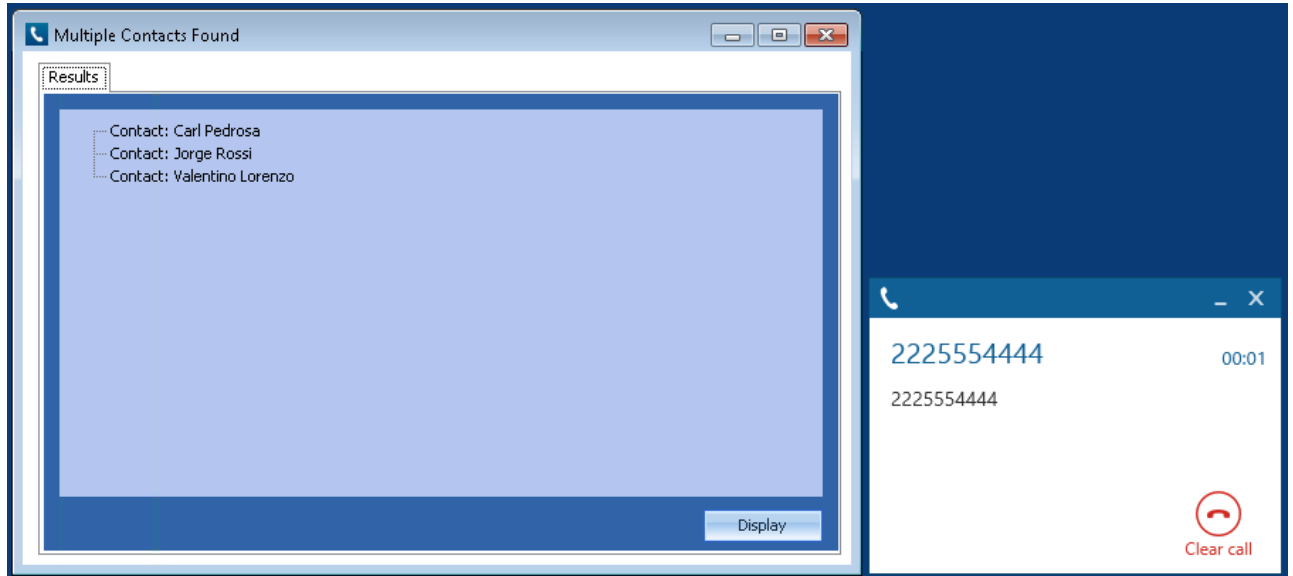 Multiple Contacts Found
Results
Contact: Carl Pedrosa
Contact: Jorge Rossi
Contact: Valentino Lorenzo
Display
2225554444 00:01
2225554444
Clear call